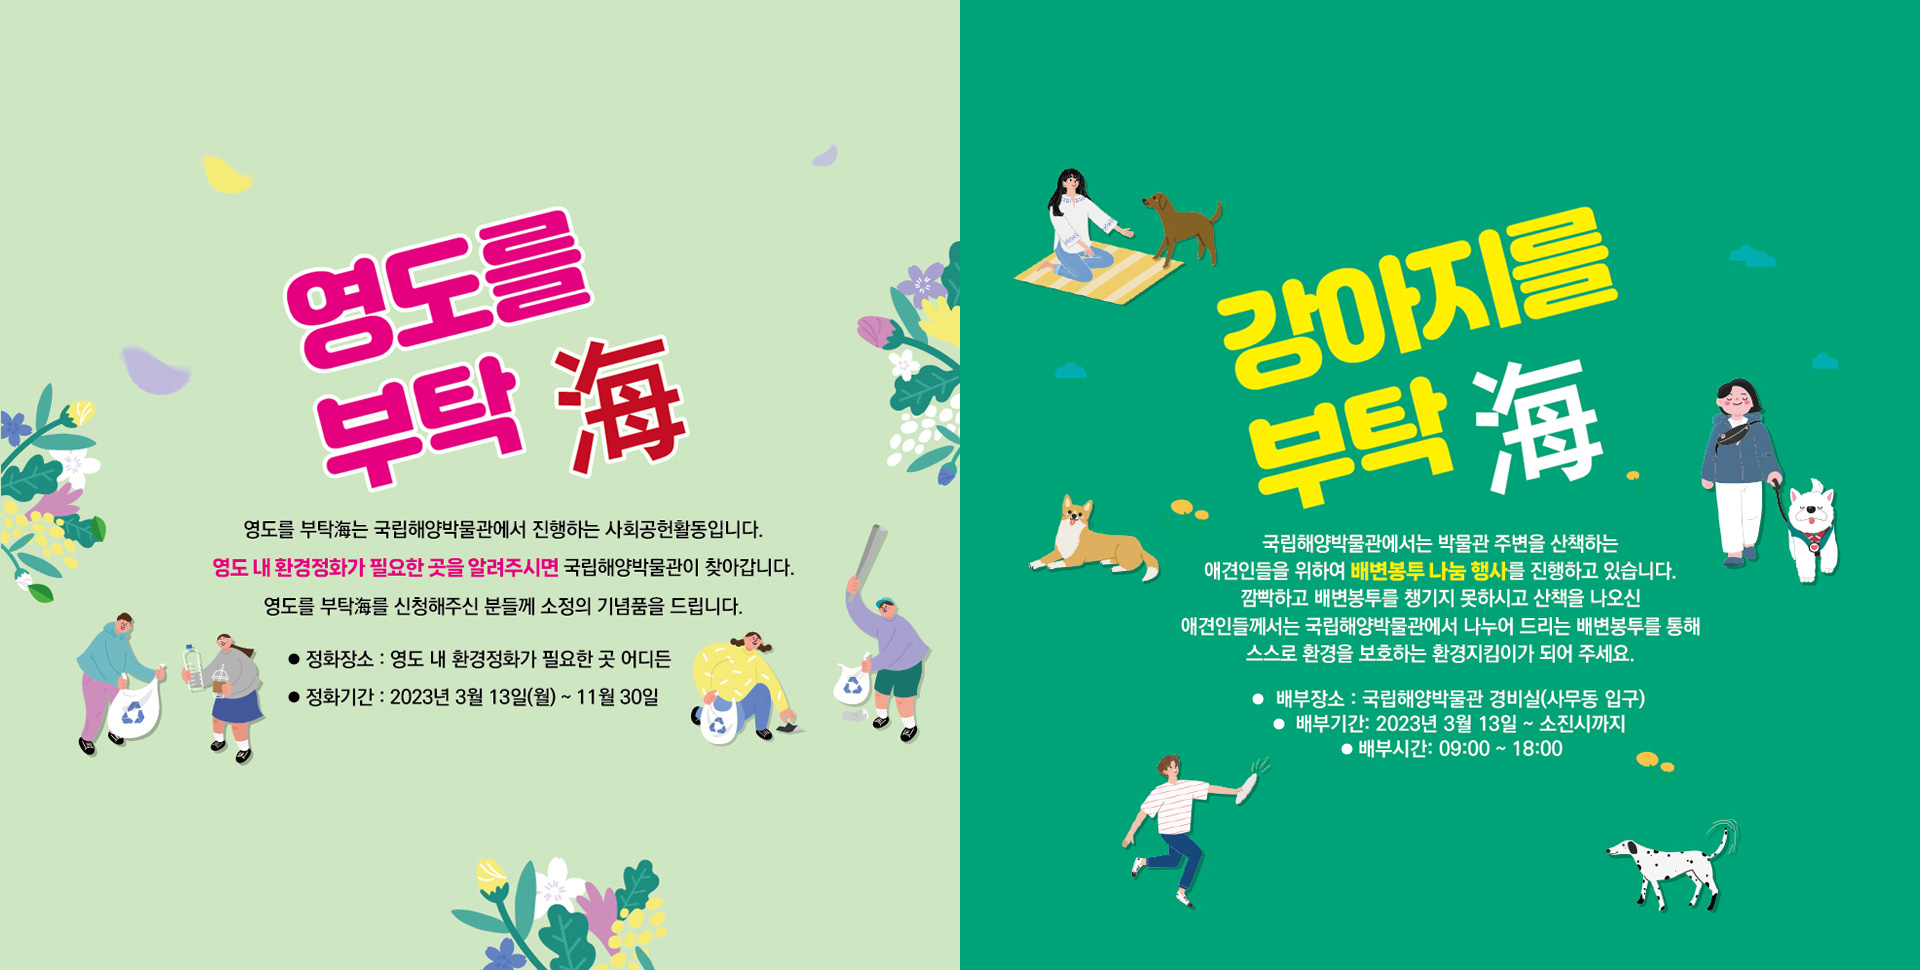 영도를
부탁 海
영도를 부탁海는 국립해양박물관에서 진행하는 사회공헌활동입니다.
영도 내 환경정화가 필요한 곳을 알려주시면 국립해양박물관이 찾아갑니다.
영도를 부탁海를 신청해주신 분들께 소정의 기념품을 드립니다.
● 정화장소 : 영도 내 환경정화가 필요한 곳 어디든
● 정화기간 : 2023년 3월 13일(월) ~ 11월 30일
강아지를
부탁 海
국립해양박물관에서는 박물관 주변을 산책하는
애견인들을 위하여 배변봉투 나눔 행사를 진행하고 있습니다.
깜빡하고 배변봉투를 챙기지 못하시고 산책을 나오신
애견인들께서는 국립해양박물관에서 나누어 드리는 배변봉투를 통해
스스로 환경을 보호하는 환경지킴이가 되어 주세요.
● 배부장소 : 국립해양박물관 경비실(사무동 입구)
● 배부기간: 2023년 3월 13일 ~ 소진시까지
● 배부시간: 09:00 ~ 18:00